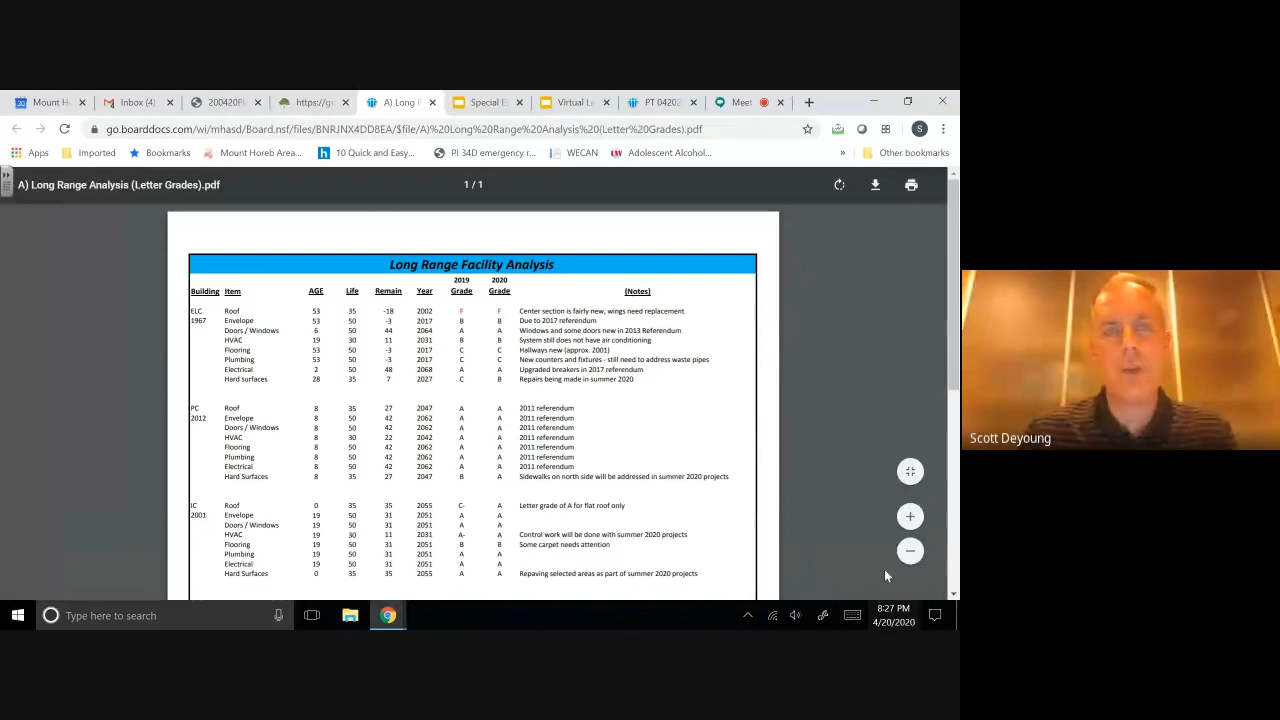 Mount H
Inbox (4)
200420Pl
https://go
A) Long R
Special E
Virtual Le
PT 0420
Meet
go.boarddocs.com/wi/mhasd/Board.nsf/files/BNRJNX4DD8EA/$file/A)%20Long%20Range%20Analysis%20(Letter%20Grades).pdf
S
Apps Imported Bookmarks Mount Horeb Area... 10 Quick and Easy... PI 34D emergency r... WECAN Adolescent Alcohol... » Other bookmarks
A) Long Range Analysis (Letter Grades).pdf 1 / 1
Long Range Facility Analysis
2019 2020
Building Item AGE Life Remain Year Grade Grade (Notes)
ELC Roof 53 35 -18 2002 F F Center section is fairly new, wings need replacement
1967 Envelope 53 50 -3 2017 B B Due to 2017 referendum
Doors / Windows 6 50 44 2064 A A Windows and some doors new in 2013 Referendum
HVAC 19 30 11 2031 B B System still does not have air conditioning
Flooring 53 50 -3 2017 C C Hallways new (approx. 2001)
Plumbing 53 50 -3 2017 C C New counters and fixtures - still need to address waste pipes
Electrical 2 50 48 2068 A A Upgraded breakers in 2017 referendum
Hard surfaces 28 35 7 2027 C B Repairs being made in summer 2020
PC Roof 8 35 27 2047 A A 2011 referendum
2012 Envelope 8 50 42 2062 A A 2011 referendum
Doors / Windows 8 50 42 2062 A A 2011 referendum
HVAC 8 30 22 2042 A A 2011 referendum
Flooring 8 50 42 2062 A A 2011 referendum
Plumbing 8 50 42 2062 A A 2011 referendum
Electrical 8 50 42 2062 A A 2011 referendum
Hard Surfaces 8 35 27 2047 B A Sidewalks on north side will be addressed in summer 2020 projects
IC Roof 0 35 35 2055 C- A Letter grade of A for flat roof only
2001 Envelope 19 50 31 2051 A A
Doors / Windows 19 50 31 2051 A A
HVAC 19 30 11 2031 A- A Control work will be done with summer 2020 projects
Flooring 19 50 31 2051 B B Some carpet needs attention
Plumbing 19 50 31 2051 A A
Electrical 19 50 31 2051 A A
Hard Surfaces 0 35 35 2055 A A Repaving selected areas as part of summer 2020 projects
Scott Deyoung
Type here to search
8:27 PM
4/20/2020